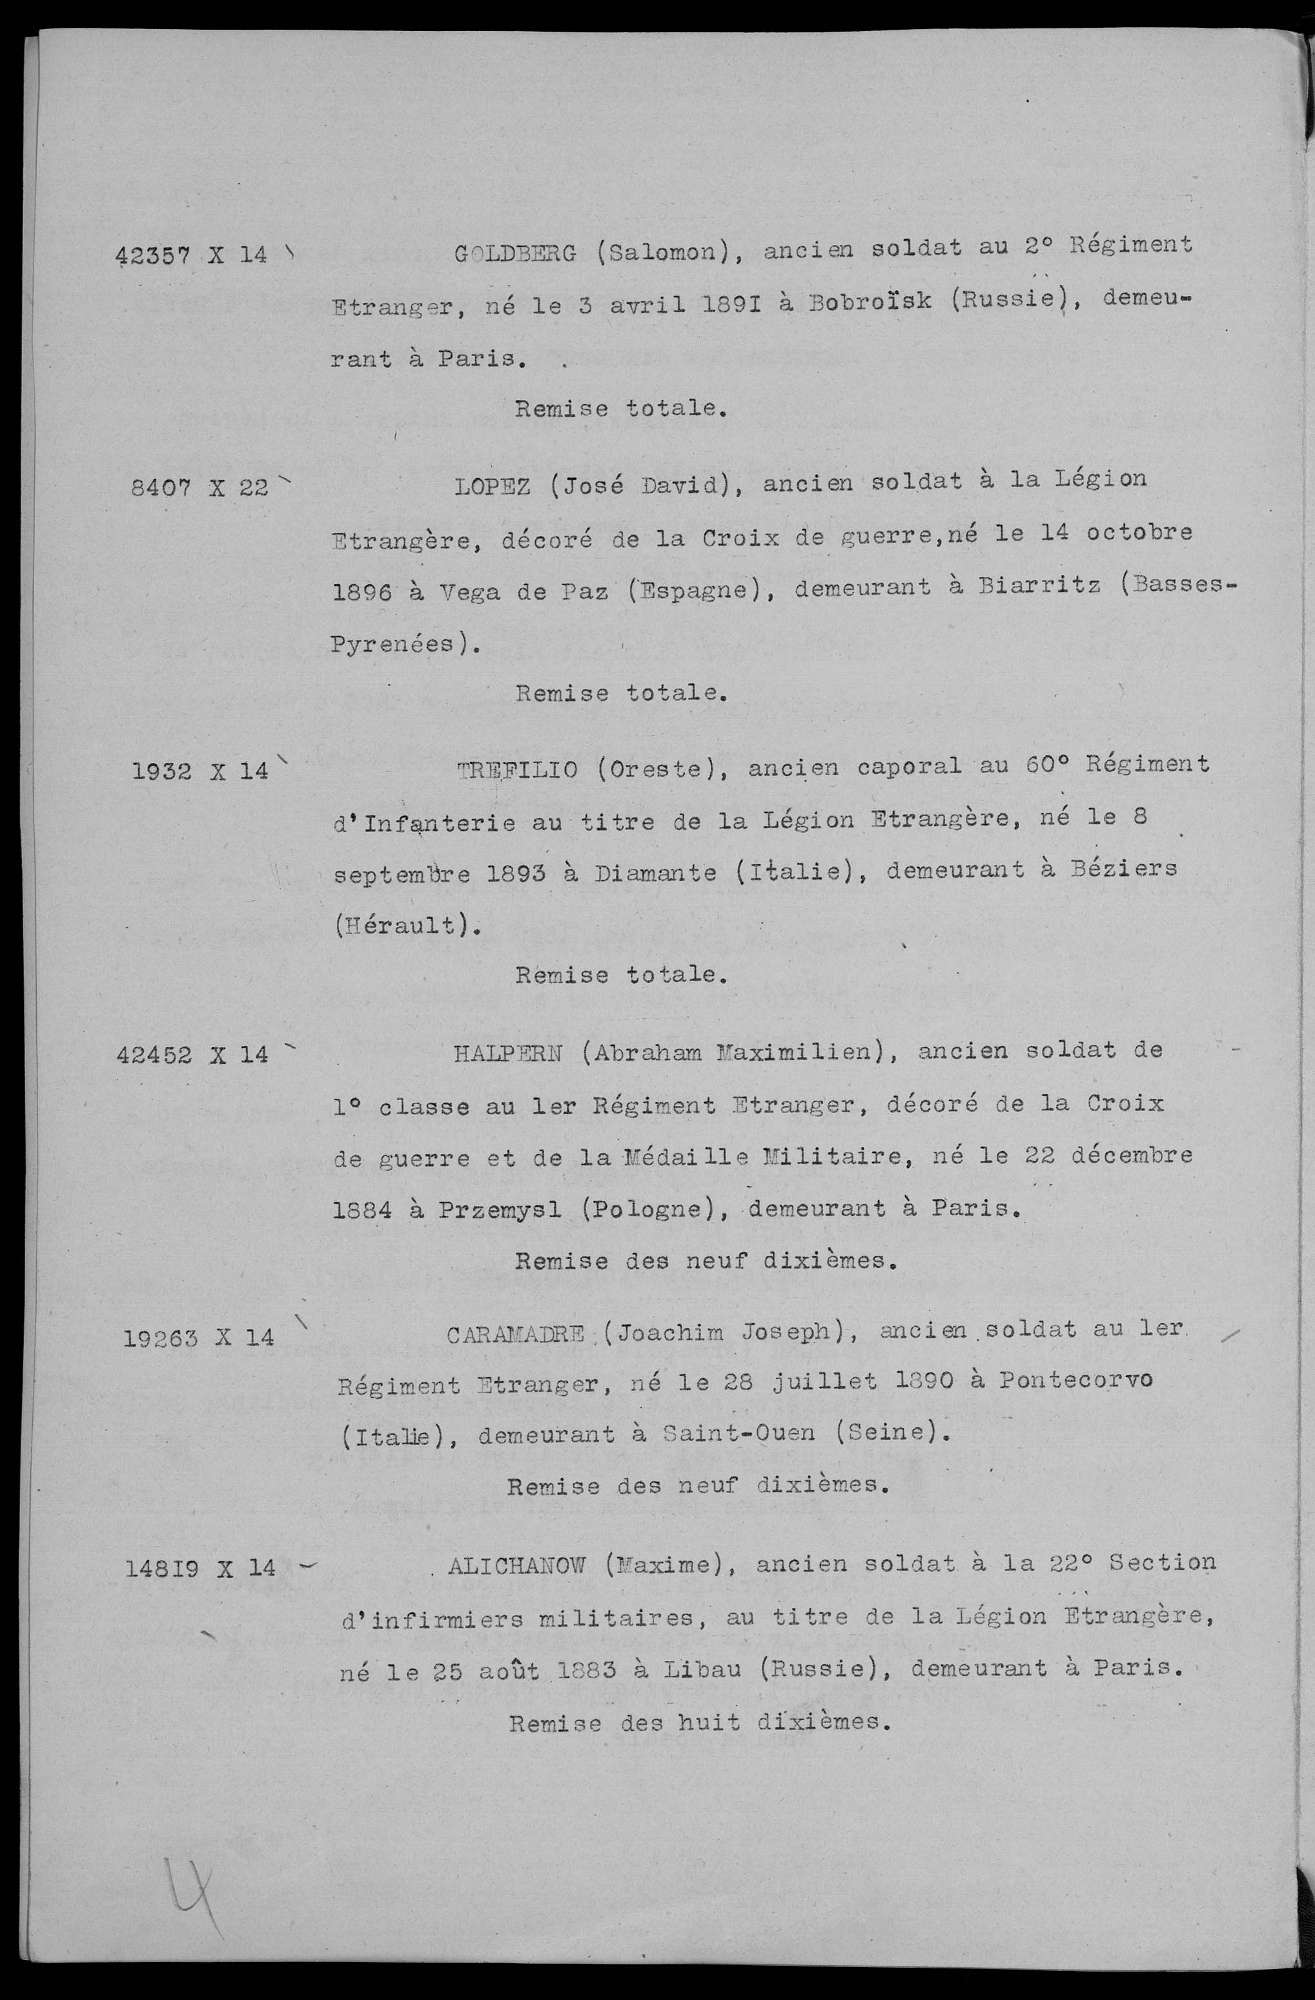 42357 X 14 GOLDBERG (Salomon), ancien soldat au 2° Régiment
Etranger, né le 3 avril 189I à Bobroïsk (Russie), demeu-
rant à Paris.
Remise totale.
8407 X 22 LOPEZ (José David), ancien soldat à la Légion
Etrangère, décoré de la Croix de guerre,né le 14 octobre
1896 à Vega de Paz (Espagne), demeurant à Biarritz (Basses-
Pyrenées).
Remise totale.
1932 X 14 TREFILIO (Oreste), ancien caporal au 60° Régiment
d'Infanterie au titre de la Légion Etrangère, né le 8
septembre 1893 à Diamante (Italie), demeurant à Béziers
(Hérault).
Remise totale.
42452 X 14 HALPERN (Abraham Maximilien), ancien soldat de
1° classe au 1er Régiment Etranger, décoré de la Croix
de guerre et de la Médaille Militaire, né le 22 décembre
1884 à Przemysl (Pologne), demeurant à Paris.
Remise des neuf dixièmes.
19263 X 14 CARAMADRE (Joachim Joseph), ancien soldat au 1er
Régiment Etranger, né le 28 juillet 1890 à Pontecorvo
(Italie), demeurant à Saint-Ouen (Seine).
Remise des neuf dixièmes.
148I9 X 14 ALICHANOW (Maxime), ancien soldat à la 22° Section
d'infirmiers militaires, au titre de la Légion Etrangère,
né le 25 août 1883 à Libau (Russie), demeurant à Paris.
Remise des huit dixièmes.
4